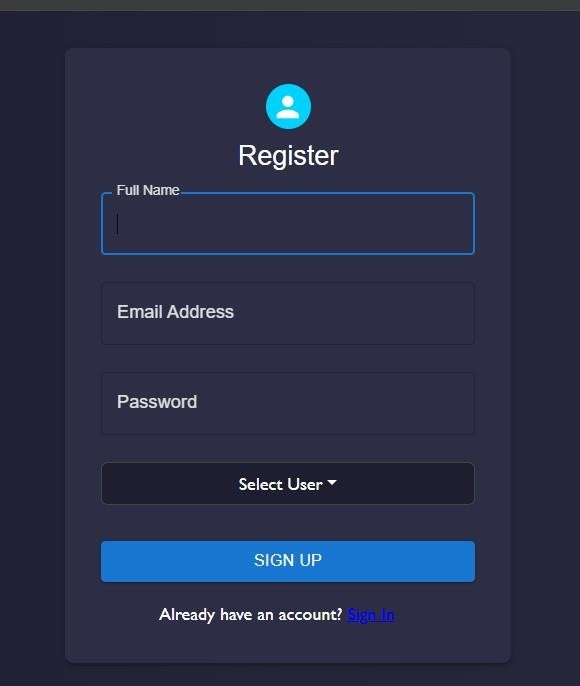 Register
Full Name
Email Address
Password
Select User
SIGN UP
Already have an account? Sign In